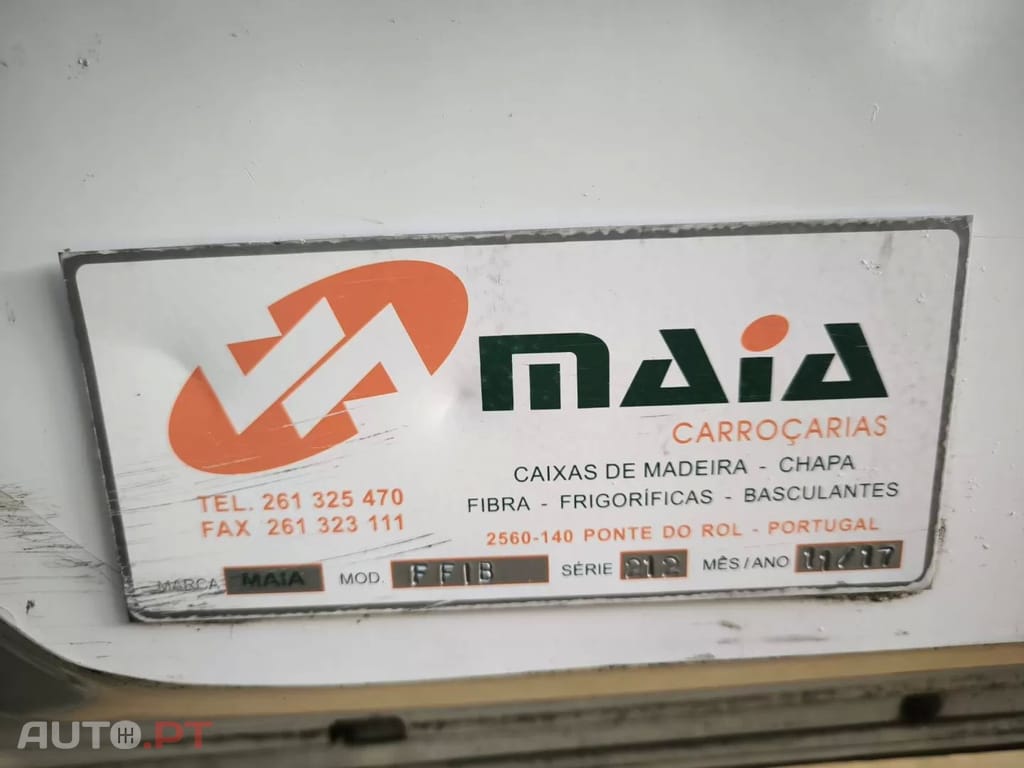 MAIA
CARROÇARIAS
CAIXAS DE MADEIRA - CHAPA
FIBRA - FRIGORÍFICAS - BASCULANTES
TEL. 261 325 470
FAX 261 323 111
2560-140 PONTE DO ROL - PORTUGAL
MARCA MAIA MOD. FFIB SÉRIE 212 MÊS/ANO 11/17
AUTO.PT